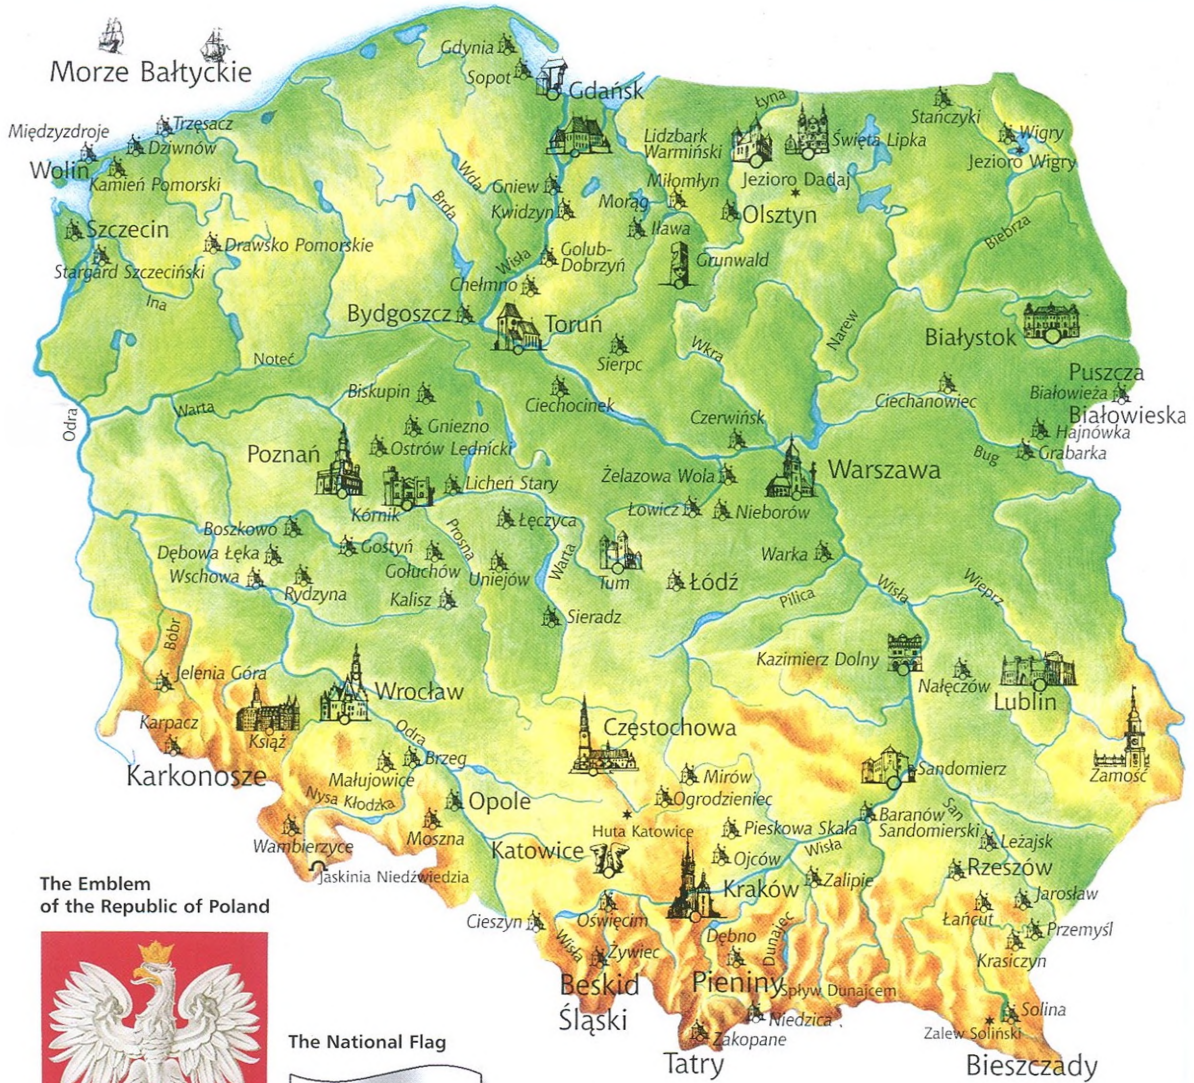 Morze Bałtyckie
Gdynia
Sopot
Gdańsk
Międzyzdroje
Trzęsacz
Dziwnów
Wolin
Kamień Pomorski
Szczecin
Stargard Szczeciński
Drawsko Pomorskie
Ina
Wda
Brda
Gniew
Kwidzyn
Łyna
Lidzbark
Warmiński
Święta Lipka
Stańczyki
Wigry
Jezioro Wigry
Miłomłyn
Jezioro Dadaj
Morąg
Olsztyn
Iława
Grunwald
Biebrza
Wisła
Golub-
Dobrzyń
Chełmno
Bydgoszcz
Toruń
Sierpc
Wkra
Narew
Białystok
Noteć
Odra
Warta
Biskupin
Ciechocinek
Ciechanowiec
Puszcza
Białowieża
Białowieska
Hajnówka
Grabarka
Bug
Gniezno
Ostrów Lednicki
Czerwińsk
Poznań
Kórnik
Licheń Stary
Żelazowa Wola
Warszawa
Łowicz
Nieborów
Boszkowo
Dębowa Łęka
Wschowa
Gostyń
Rydzyna
Gołuchów
Prosna
Łęczyca
Uniejów
Warta
Tum
Łódź
Warka
Kalisz
Sieradz
Pilica
Wisła
Wieprz
Bóbr
Jelenia Góra
Karpacz
Książ
Wrocław
Karkonosze
Kazimierz Dolny
Nałęczów
Lublin
Częstochowa
Zamość
Sandomierz
Odra
Brzeg
Małujowice
Nysa Kłodzka
Opole
Moszna
Wambierzyce
Jaskinia Niedźwiedzia
Mirów
Ogrodzieniec
Huta Katowice
Pieskowa Skała
Katowice
Ojców
Wisła
Baranów
Sandomierski
San
Leżajsk
Rzeszów
Kraków
Zalipie
Oświęcim
Cieszyn
Wisła
Żywiec
Dębno
Dunajec
Łańcut
Jarosław
Przemyśl
Krasiczyn
Beskid
Śląski
Pieniny
Spływ Dunajcem
Niedzica
Zakopane
Tatry
Solina
Zalew Soliński
Bieszczady
The Emblem
of the Republic of Poland
The National Flag